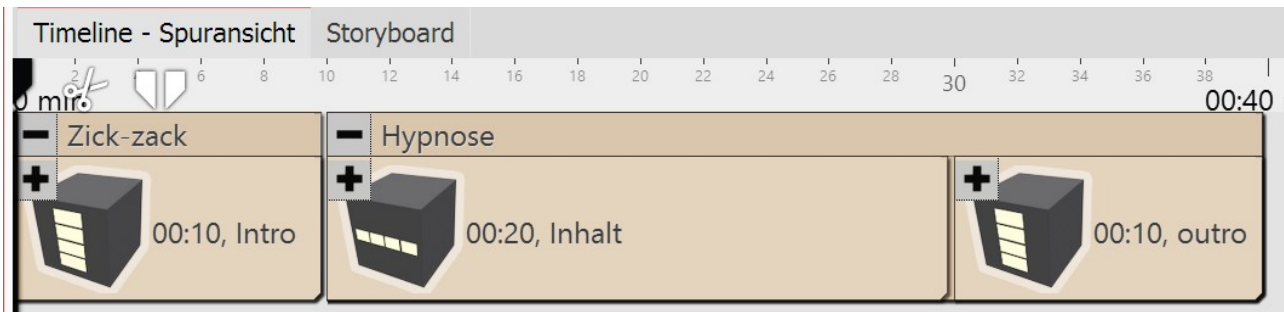 Timeline - Spuransicht Storyboard
2 6 8 10 12 14 16 18 20 22 24 26 28 30 32 34 36 38
0 min 00:40
Zick-zack Hypnose
00:10, Intro 00:20, Inhalt 00:10, outro